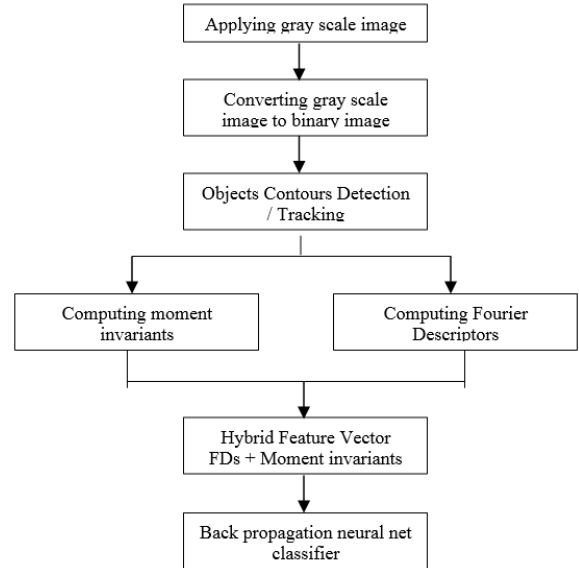 Applying gray scale image
Converting gray scale
image to binary image
Objects Contours Detection
/ Tracking
Computing moment
invariants
Computing Fourier
Descriptors
Hybrid Feature Vector
FDs + Moment invariants
Back propagation neural net
classifier